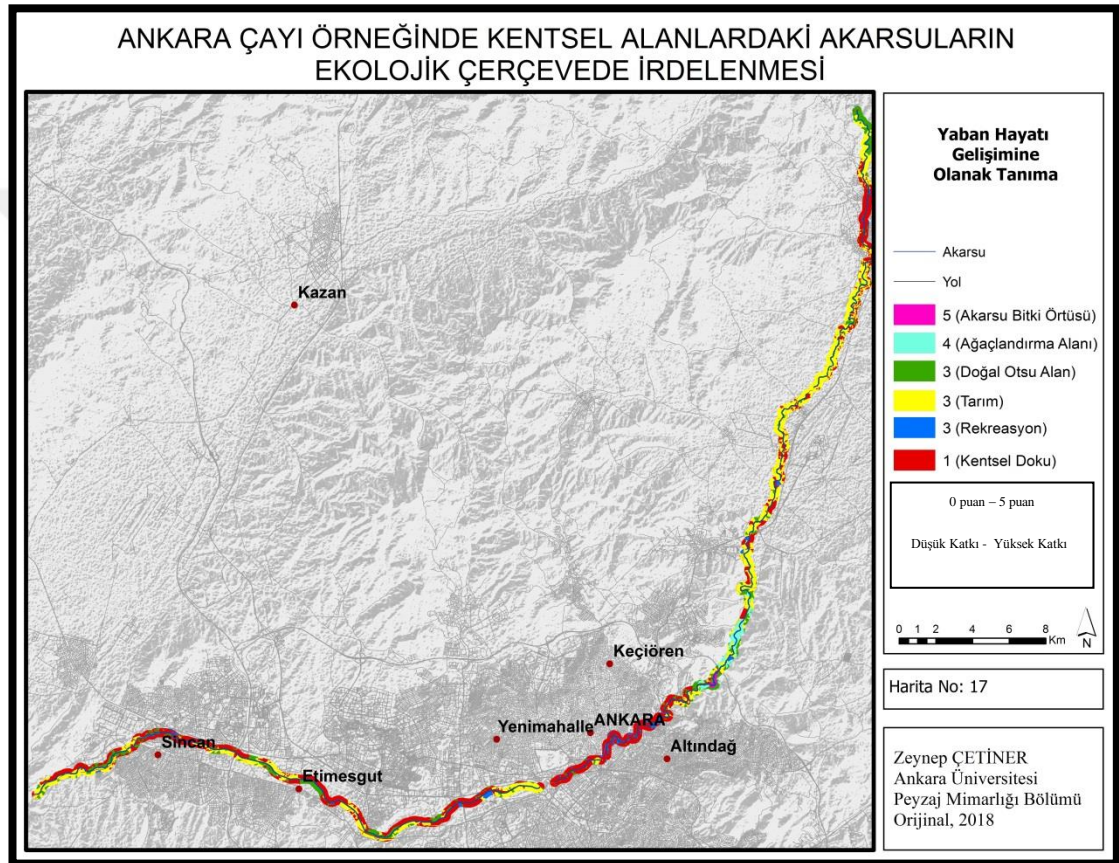 ANKARA ÇAYI ÖRNEĞİNDE KENTSEL ALANLARDAKİ AKARSULARIN
EKOLOJİK ÇERÇEVEDE İRDELENMESİ
Kazan
Keçiören
Yenimahalle
ANKARA
Altındağ
Sincan
Etimesgut
Yaban Hayatı
Gelişimine
Olanak Tanıma
Akarsu
Yol
5 (Akarsu Bitki Örtüsü)
4 (Ağaçlandırma Alanı)
3 (Doğal Otsu Alan)
3 (Tarım)
3 (Rekreasyon)
1 (Kentsel Doku)
0 puan – 5 puan
Düşük Katkı - Yüksek Katkı
0 1 2 4 6 8
Km
N
Harita No: 17
Zeynep ÇETİNER
Ankara Üniversitesi
Peyzaj Mimarlığı Bölümü
Orijinal, 2018